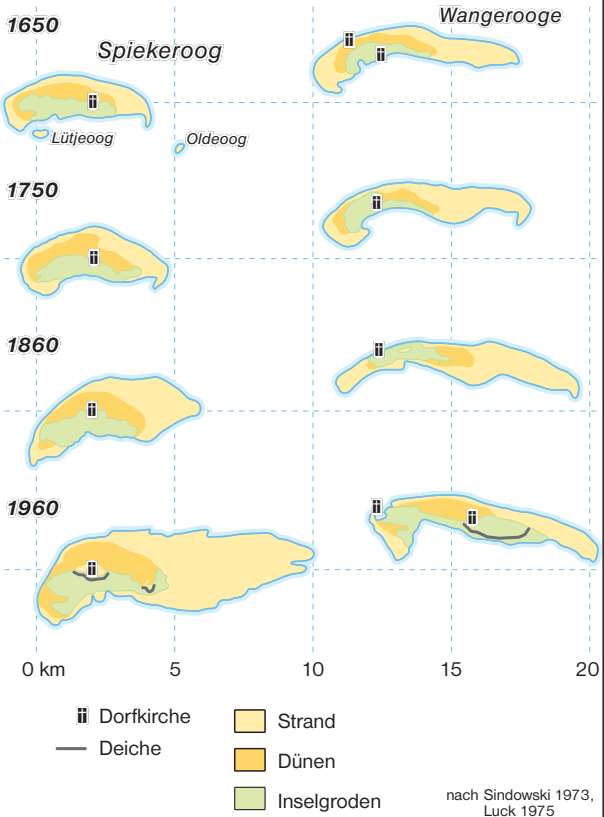 1650
Spiekeroog
Wangerooge
Lütjeoog
Oldeoog
1750
1860
1960
0 km 5 10 15 20
Dorfkirche
Deiche
Strand
Dünen
Inselgroden
nach Sindowski 1973,
Luck 1975